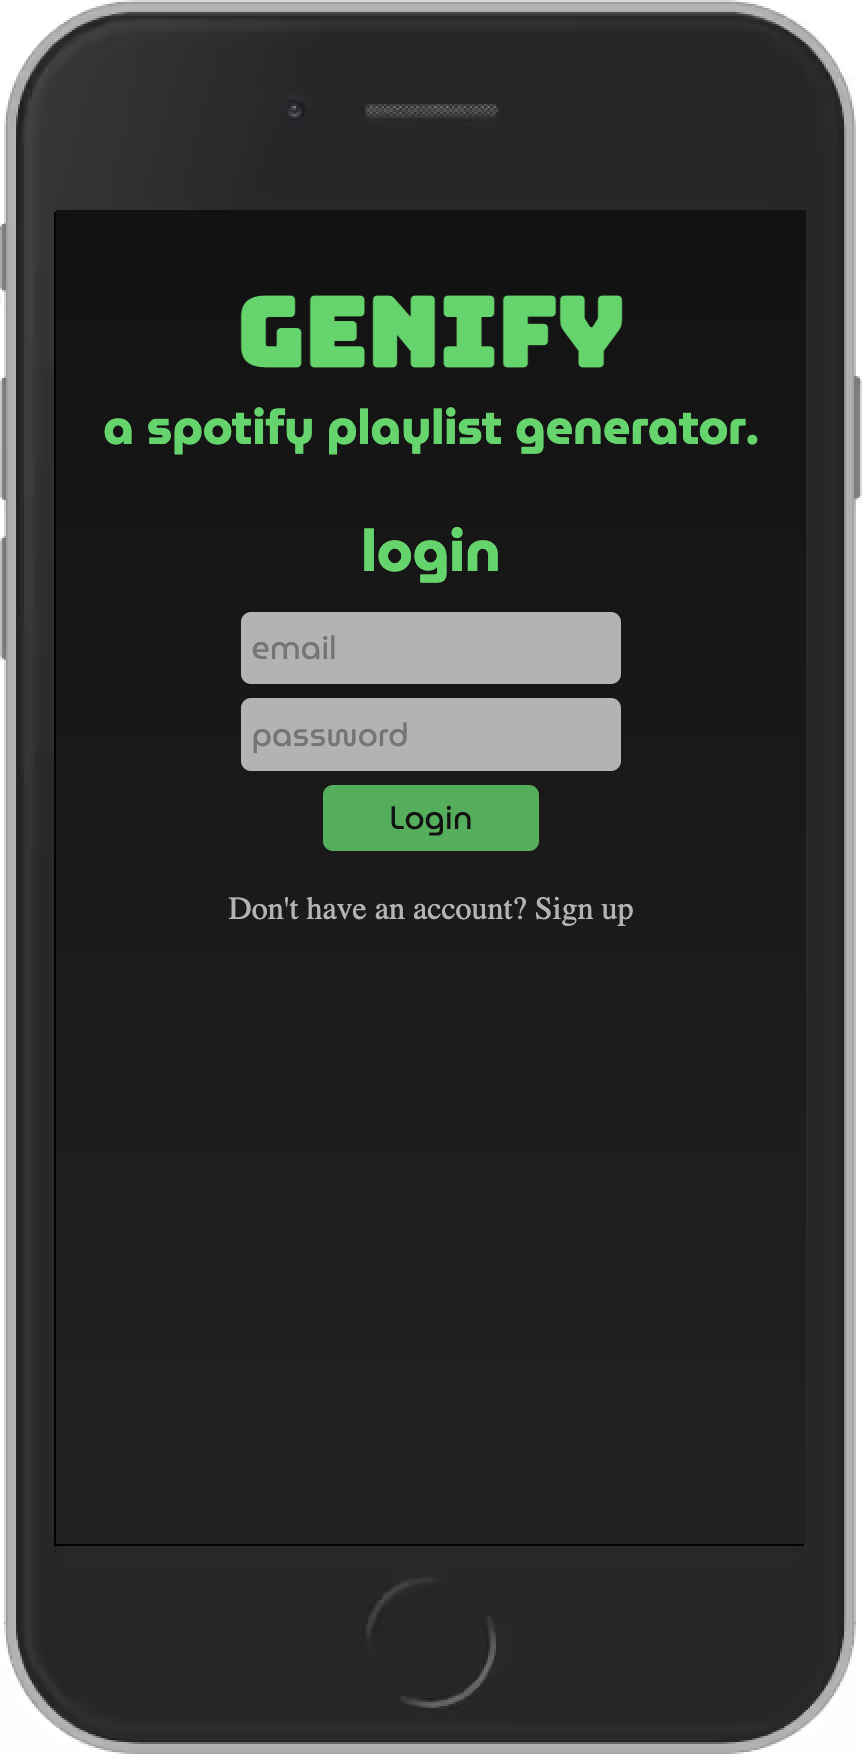 GENIFY
a spotify playlist generator.
login
email
password
Login
Don't have an account? Sign up